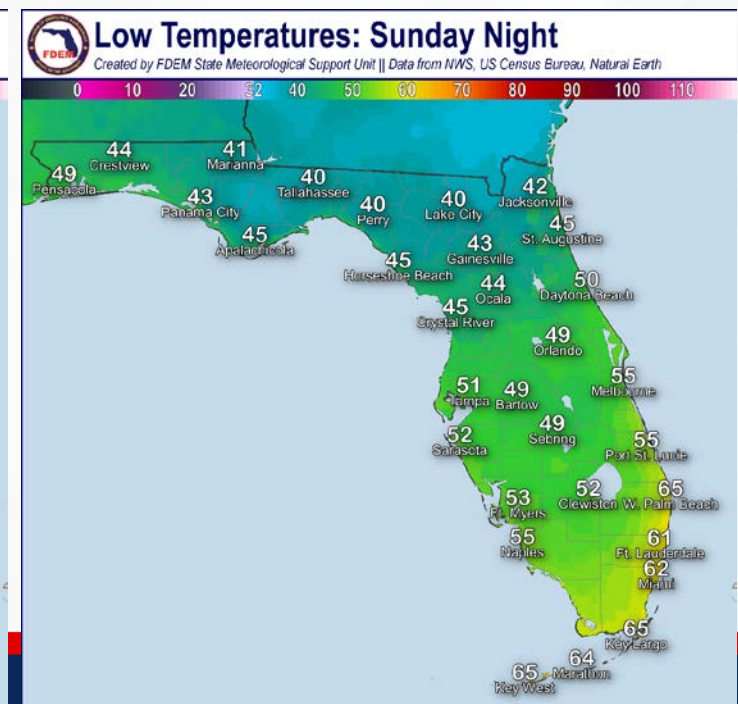 FDEM
Low Temperatures: Sunday Night
Created by FDEM State Meteorological Support Unit || Data from NWS, US Census Bureau, Natural Earth
0 10 20 32 40 50 60 70 80 90 100 110
44
Crestview
41
Marianna
49
Pensacola
40
Tallahassee
43
Panama City
40
Perry
40
Lake City
42
Jacksonville
45
Apalachicola
45
St. Augustine
43
Gainesville
45
Horseshoe Beach
44
Ocala
50
Daytona Beach
45
Crystal River
49
Orlando
51
Tampa
49
Bartow
55
Melbourne
52
Sarasota
49
Sebring
55
Port St. Lucie
53
Ft. Myers
52
Clewiston
65
W. Palm Beach
55
Naples
61
Ft. Lauderdale
62
Miami
65
Key Largo
64
Marathon
65
Key West